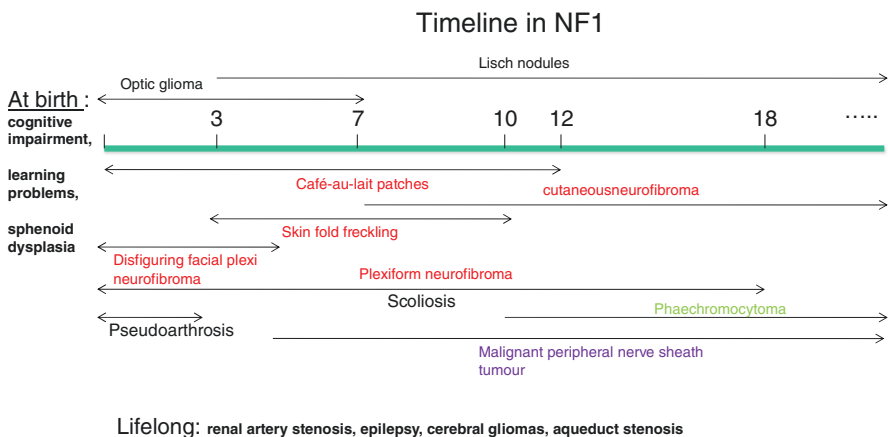 Timeline in NF1
Lisch nodules
Optic glioma
At birth :
cognitive
impairment,
3 7 10 12 18 .....
learning
problems,
Café-au-lait patches
cutaneousneurofibroma
sphenoid
dysplasia
Skin fold freckling
Disfiguring facial plexi
neurofibroma
Plexiform neurofibroma
Scoliosis
Phaechromocytoma
Pseudoarthrosis
Malignant peripheral nerve sheath
tumour
Lifelong: renal artery stenosis, epilepsy, cerebral gliomas, aqueduct stenosis